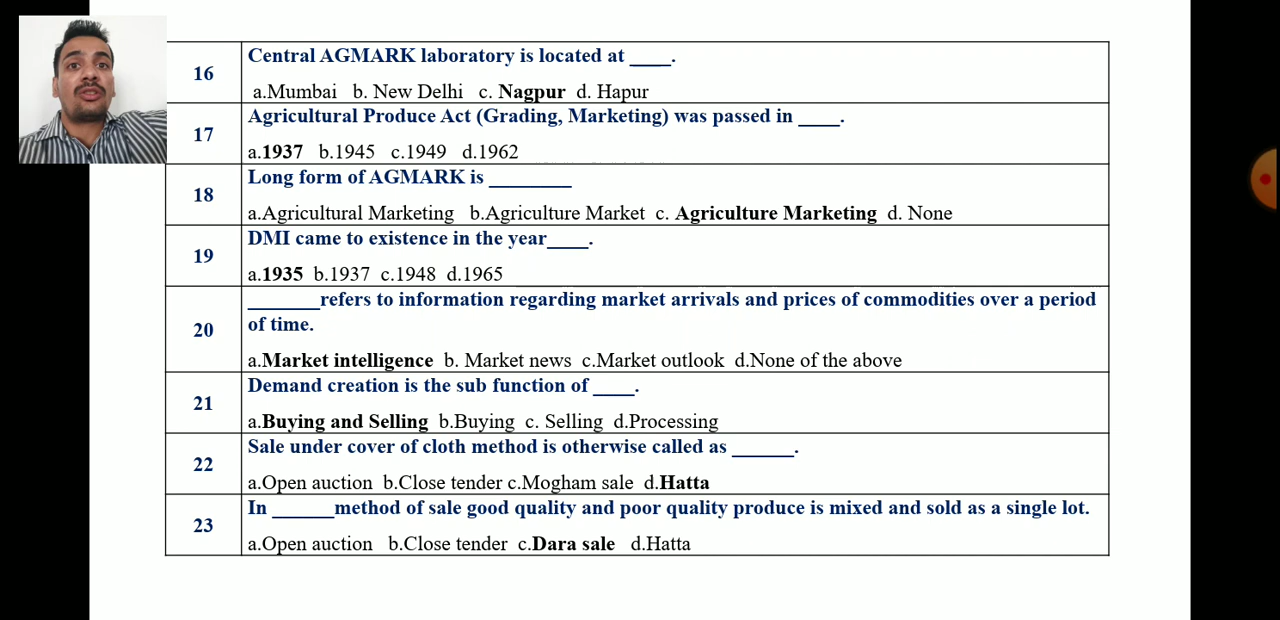 16
Central AGMARK laboratory is located at ____.
a.Mumbai b. New Delhi c. Nagpur d. Hapur
17
Agricultural Produce Act (Grading, Marketing) was passed in ____.
a.1937 b.1945 c.1949 d.1962
18
Long form of AGMARK is ________
a.Agricultural Marketing b.Agriculture Market c. Agriculture Marketing d. None
19
DMI came to existence in the year____.
a.1935 b.1937 c.1948 d.1965
20
_______refers to information regarding market arrivals and prices of commodities over a period
of time.
a.Market intelligence b. Market news c.Market outlook d.None of the above
21
Demand creation is the sub function of ____.
a.Buying and Selling b.Buying c. Selling d.Processing
22
Sale under cover of cloth method is otherwise called as ______.
a.Open auction b.Close tender c.Mogham sale d.Hatta
23
In ______method of sale good quality and poor quality produce is mixed and sold as a single lot.
a.Open auction b.Close tender c.Dara sale d.Hatta